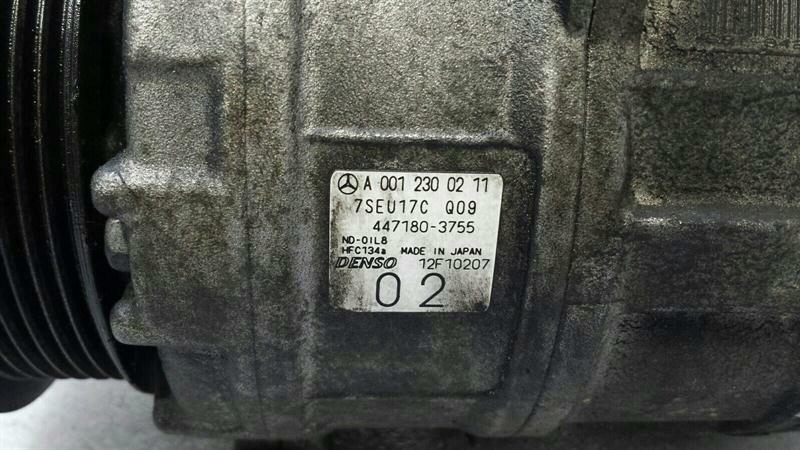 A 001 230 02 11
7SEU17C Q09
447180-3755
ND-OIL8
HFC134a MADE IN JAPAN
DENSO 12F10207
02